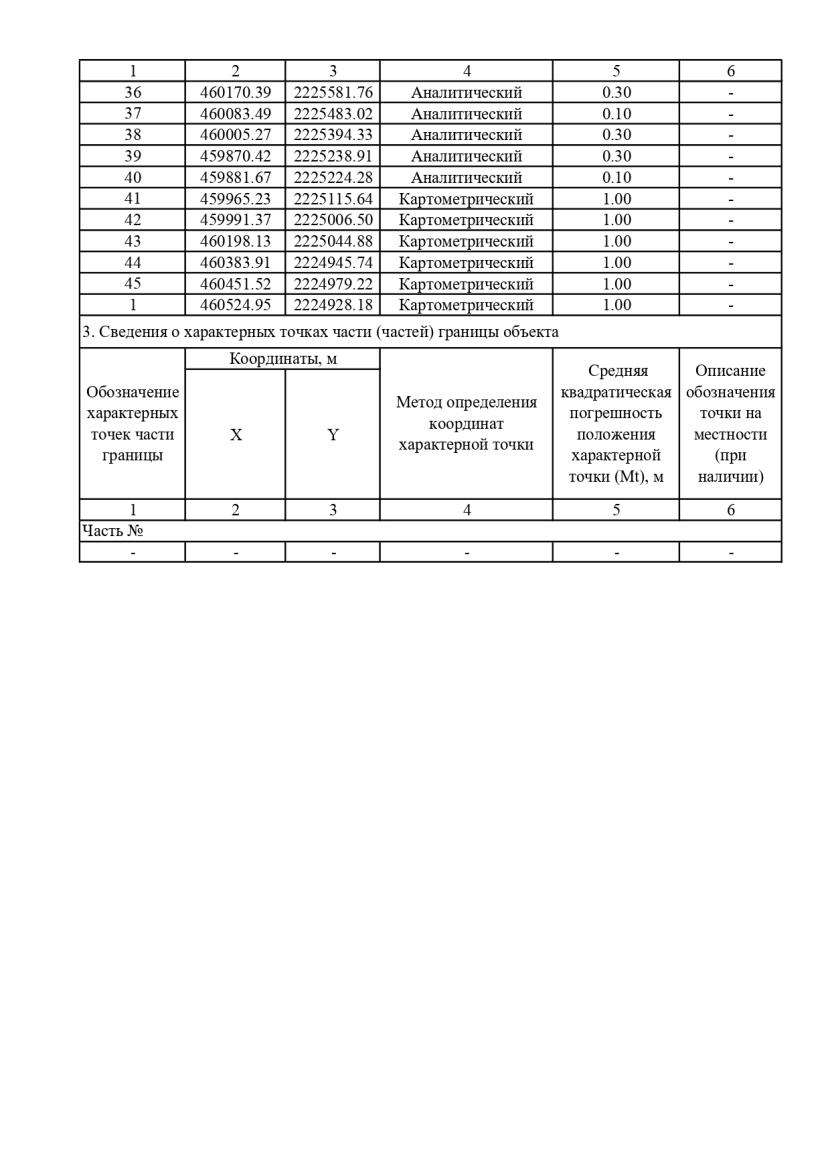 1 2 3 4 5 6
36 460170.39 2225581.76 Аналитический 0.30 -
37 460083.49 2225483.02 Аналитический 0.10 -
38 460005.27 2225394.33 Аналитический 0.30 -
39 459870.42 2225238.91 Аналитический 0.30 -
40 459881.67 2225224.28 Аналитический 0.10 -
41 459965.23 2225115.64 Картометрический 1.00 -
42 459991.37 2225006.50 Картометрический 1.00 -
43 460198.13 2225044.88 Картометрический 1.00 -
44 460383.91 2224945.74 Картометрический 1.00 -
45 460451.52 2224979.22 Картометрический 1.00 -
1 460524.95 2224928.18 Картометрический 1.00 -
3. Сведения о характерных точках части (частей) границы объекта
Обозначение
характерных
точек части
границы
Координаты, м
X Y
Метод определения
координат
характерной точки
Средняя
квадратическая
погрешность
положения
характерной
точки (Mt), м
Описание
обозначения
точки на
местности
(при
наличии)
1 2 3 4 5 6
Часть №
- - - - - -